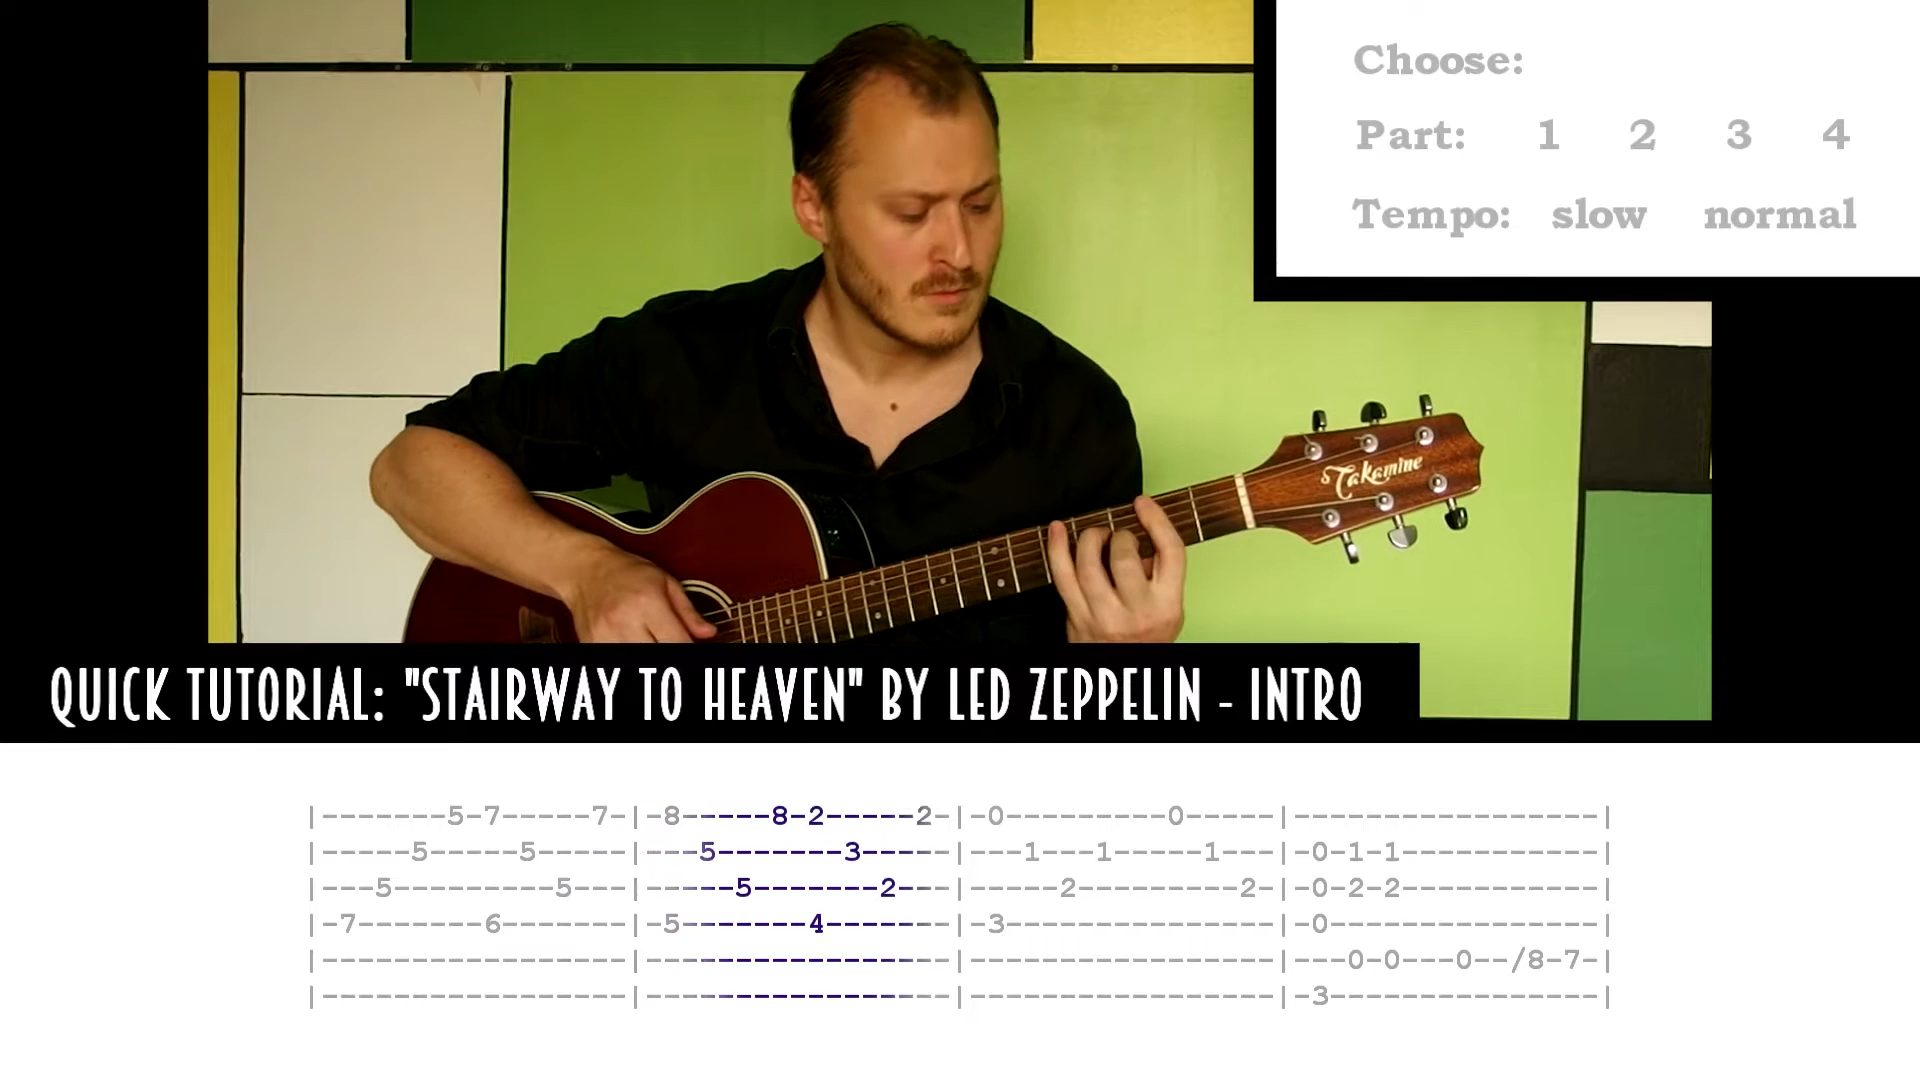 Choose:
Part: 1 2 3 4
Tempo: slow normal
Takamine
QUICK TUTORIAL: "STAIRWAY TO HEAVEN" BY LED ZEPPELIN - INTRO
|-------5-7-----7-|-8-----8-2-----2-|-0---------0-----|-----------------|
|-----5-----5-----|---5-------3-----|---1---1-----1---|-0-1-1-----------|
|---5---------5---|-----5-------2---|-----2---------2-|-0-2-2-----------|
|-7-------6-------|-5-------4-------|-3---------------|-0---------------|
|-----------------|-----------------|-----------------|---0-0---0--/8-7-|
|-----------------|-----------------|-----------------|-3---------------|